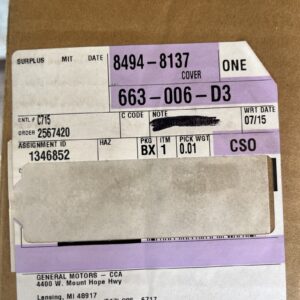 SURPLUS MIT DATE 8494-8137 ONE
COVER
663-006-D3
CNTL # CT15 C CODE NOTE WRT DATE
ORDER 2567420 07/15
ASSIGNMENT ID HAZ PKG ITM PICK WGT CSO
1346852 BX 1 0.01
GENERAL MOTORS - CCA
4400 W. Mount Hope Hwy
Lansing, MI 48917